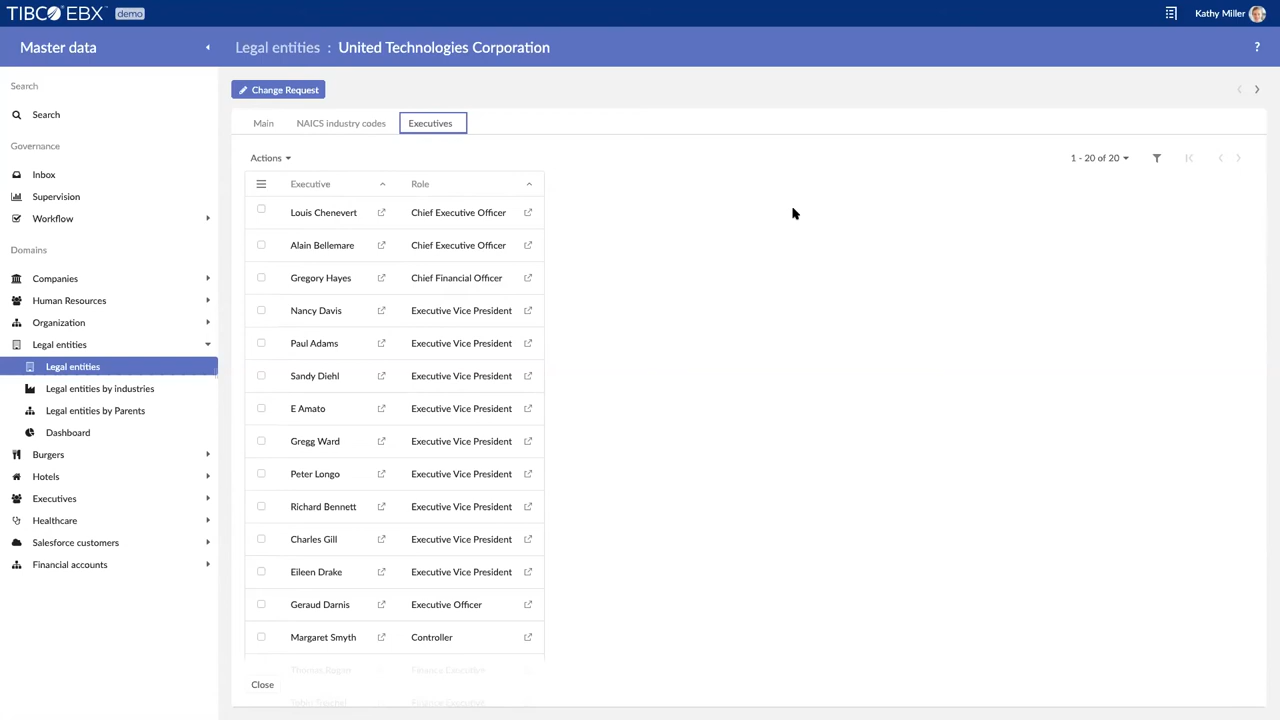 TIBCO EBX™ demo
Kathy Miller
Master data
Legal entities : United Technologies Corporation
?
Search
Search
Governance
Inbox
Supervision
Workflow
Domains
Companies
Human Resources
Organization
Legal entities
Legal entities
Legal entities by industries
Legal entities by Parents
Dashboard
Burgers
Hotels
Executives
Healthcare
Salesforce customers
Financial accounts
Change Request
Main NAICS industry codes Executives
Actions
1 - 20 of 20
Executive Role
Louis Chenevert Chief Executive Officer
Alain Bellemare Chief Executive Officer
Gregory Hayes Chief Financial Officer
Nancy Davis Executive Vice President
Paul Adams Executive Vice President
Sandy Diehl Executive Vice President
E Amato Executive Vice President
Gregg Ward Executive Vice President
Peter Longo Executive Vice President
Richard Bennett Executive Vice President
Charles Gill Executive Vice President
Eileen Drake Executive Vice President
Geraud Darnis Executive Officer
Margaret Smyth Controller
Finance Executive
Close
Finance Executive